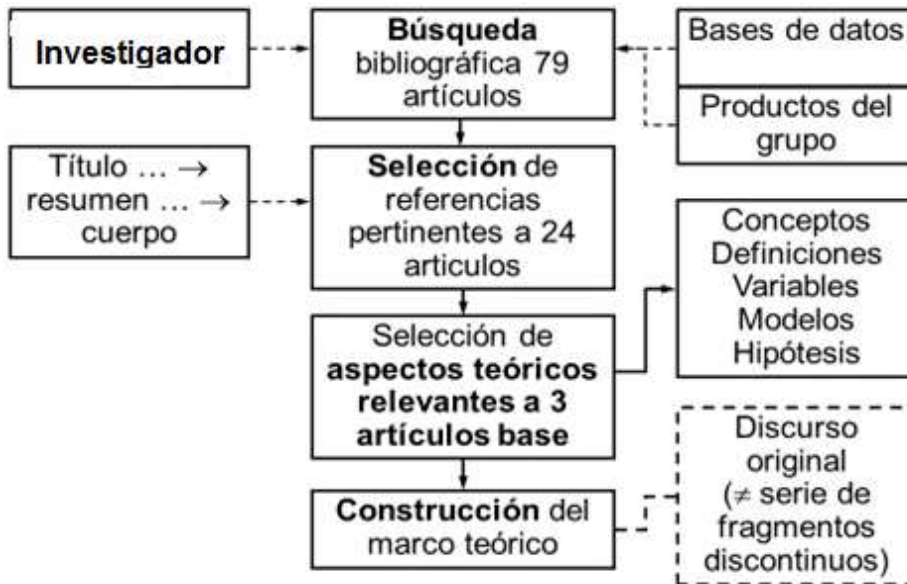 Investigador
Búsqueda
bibliográfica 79
artículos
Bases de datos
Productos del
grupo
Título ... →
resumen ... →
cuerpo
Selección de
referencias
pertinentes a 24
articulos
Conceptos
Definiciones
Variables
Modelos
Hipótesis
Selección de
aspectos teóricos
relevantes a 3
artículos base
Discurso
original
(≠ serie de
fragmentos
discontinuos)
Construcción del
marco teórico